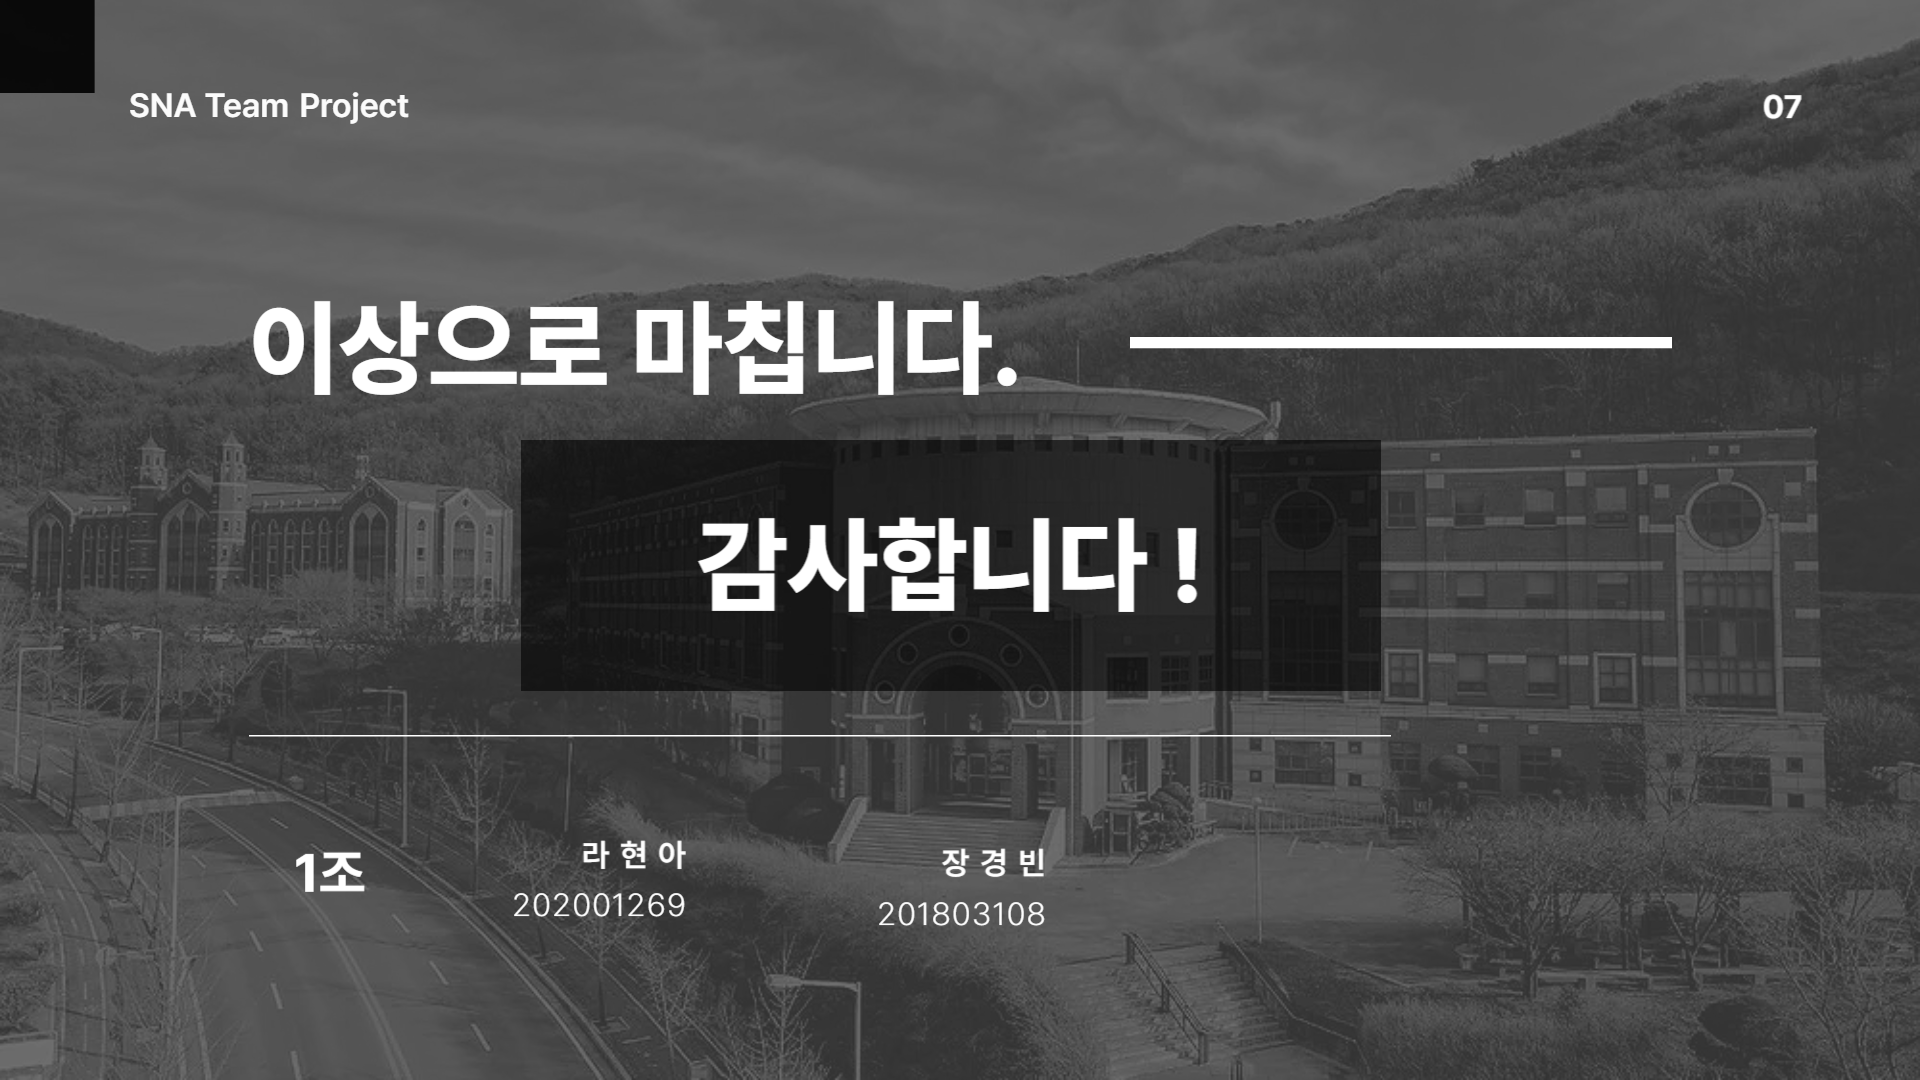 SNA Team Project
07
이상으로 마칩니다.
감사합니다 !
1조
라 현 아
202001269
장 경 빈
201803108